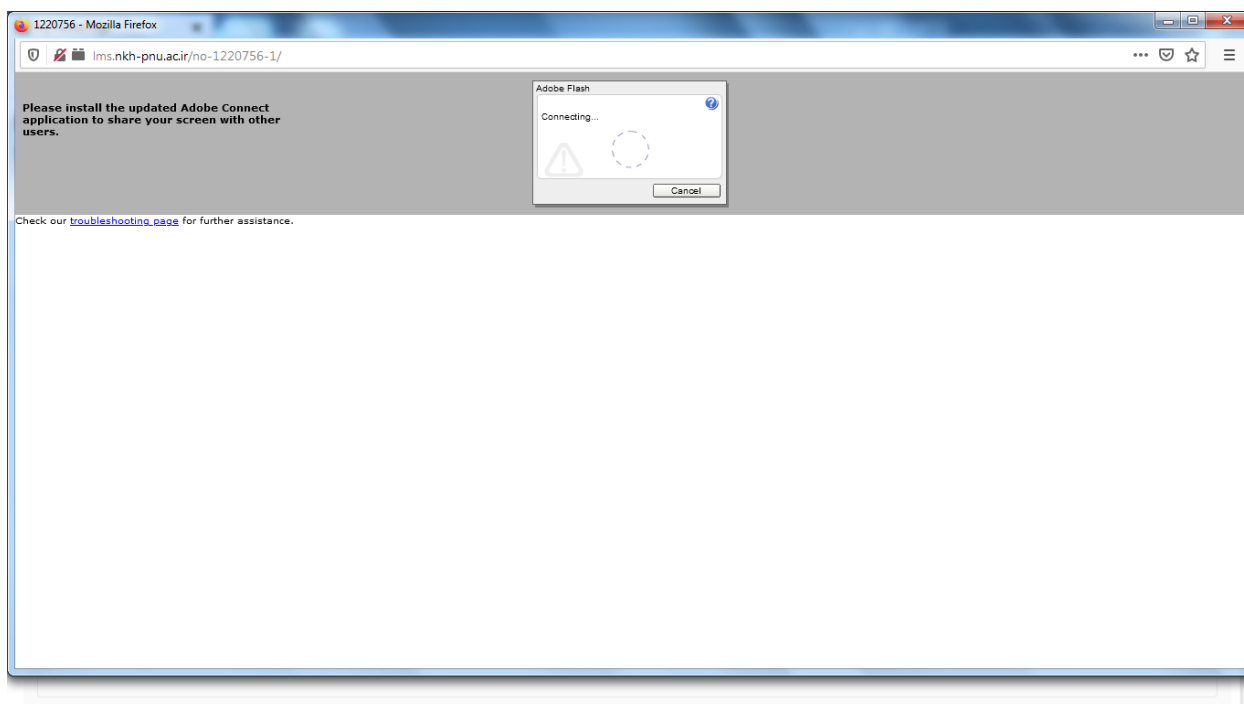 1220756 - Mozilla Firefox
lms.nkh-pnu.ac.ir/no-1220756-1/
Please install the updated Adobe Connect
application to share your screen with other
users.
Adobe Flash
Connecting...
Cancel
Check our troubleshooting page for further assistance.